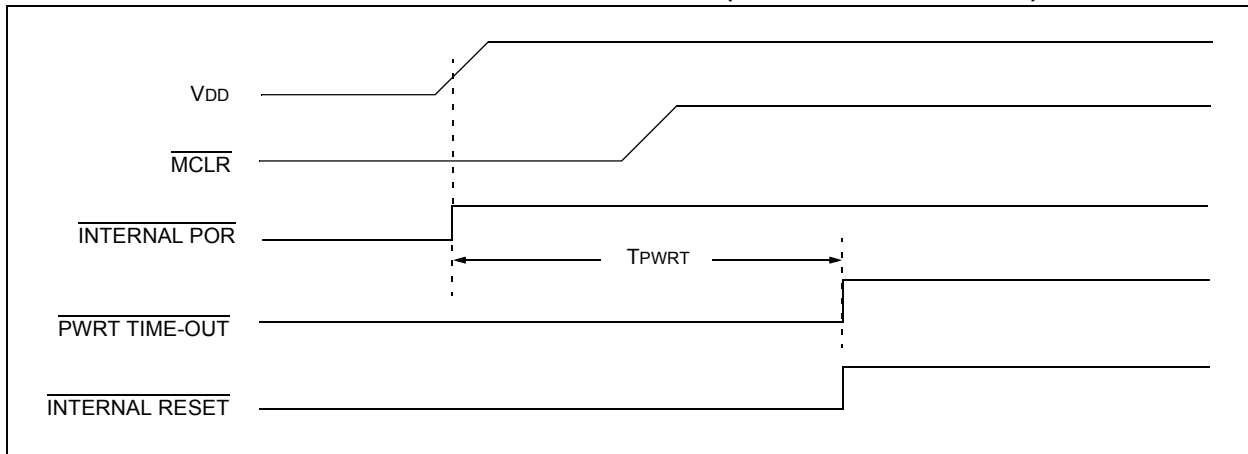 VDD
MCLR
INTERNAL POR
TPWRT
PWRT TIME-OUT
INTERNAL RESET